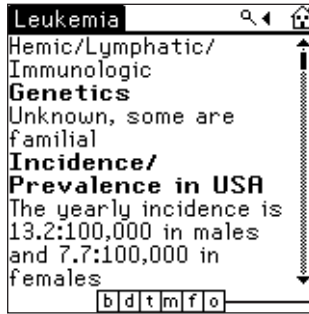 Leukemia
Hemic/Lymphatic/
Immunologic
Genetics
Unknown, some are
familial
Incidence/
Prevalence in USA
The yearly incidence is
13.2:100,000 in males
and 7.7:100,000 in
females
b d t m f o